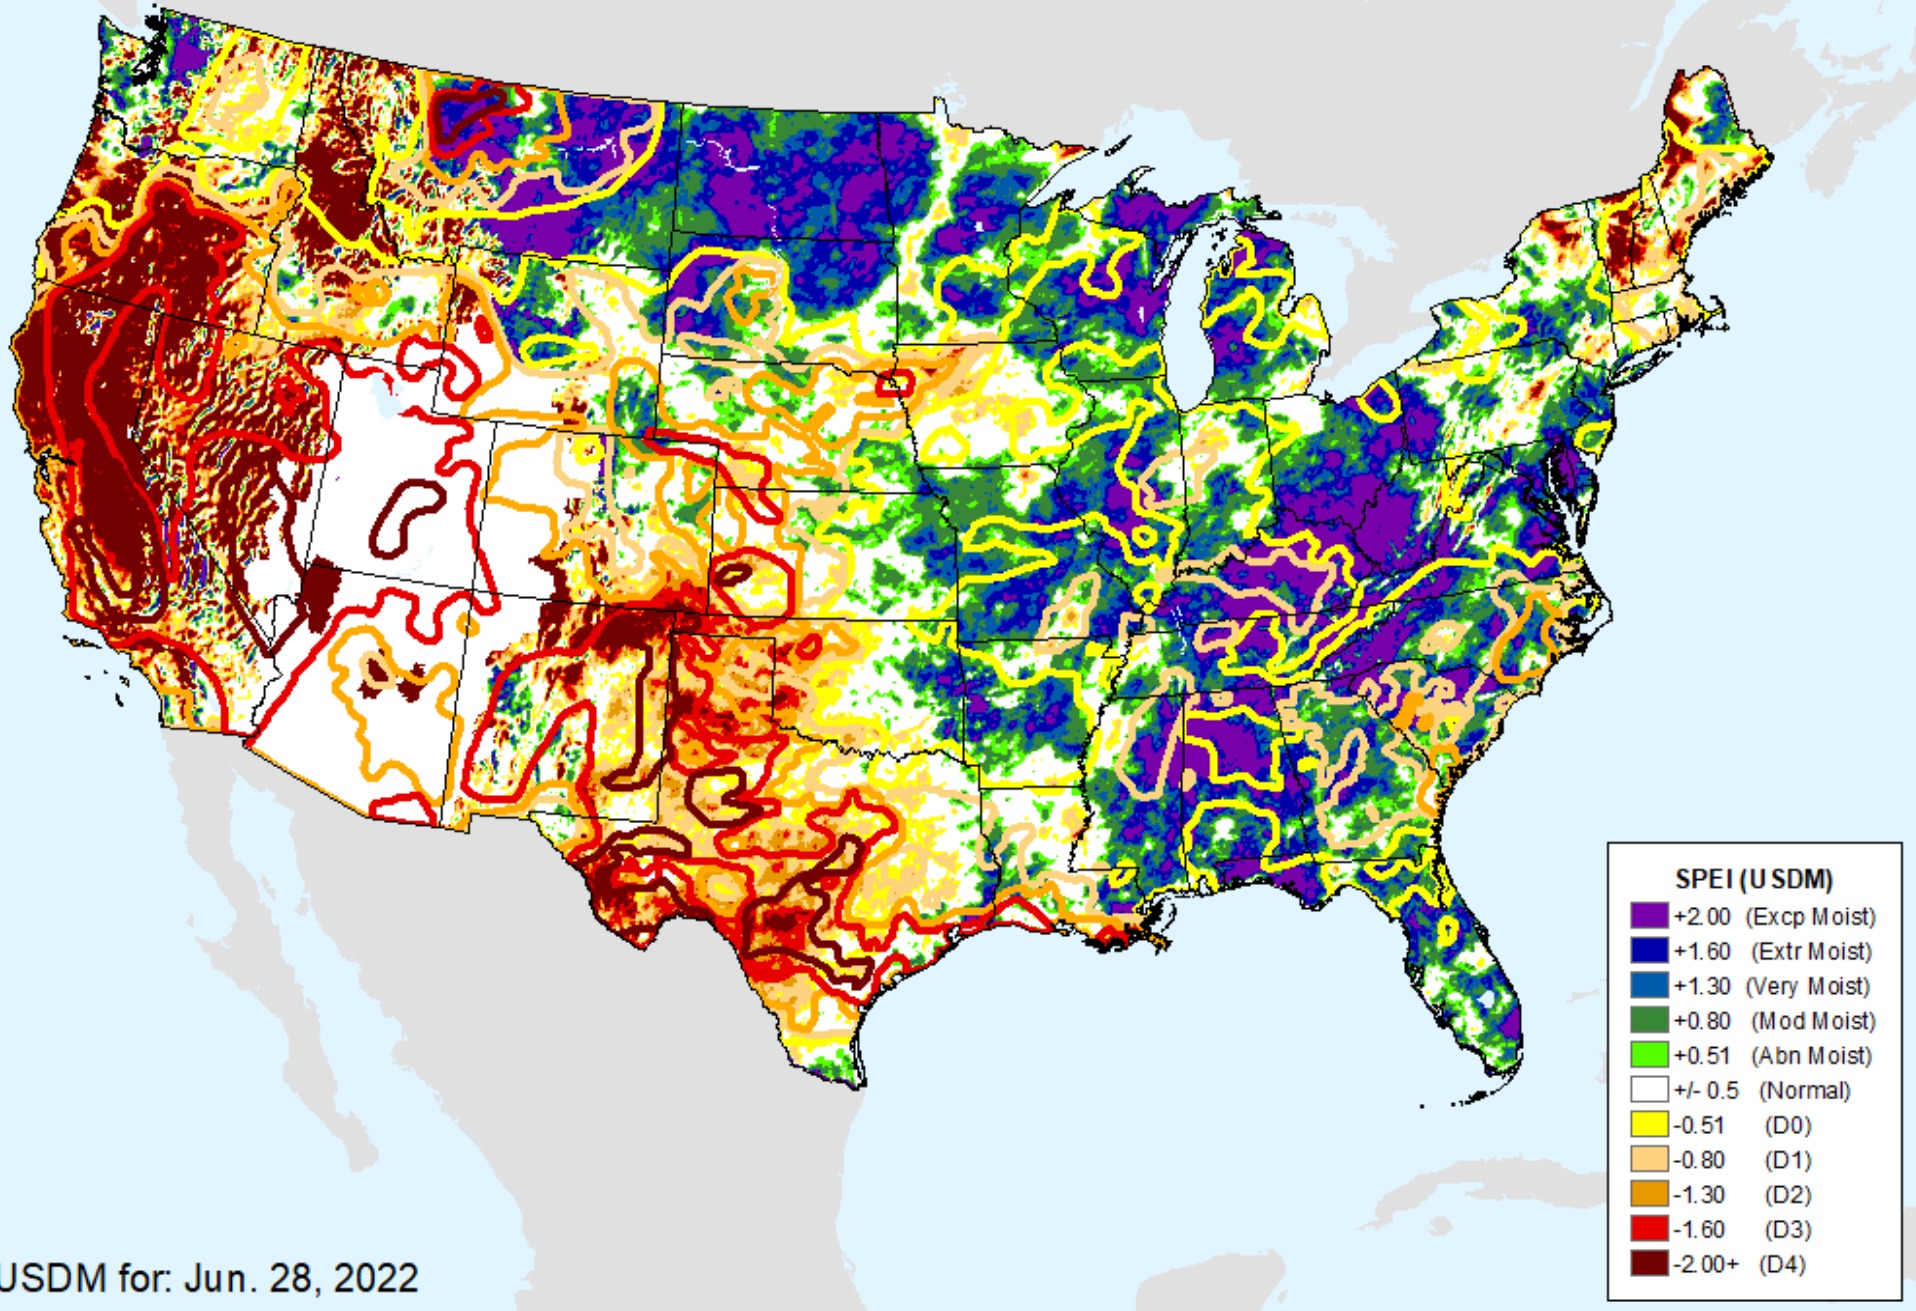 SPEI (USDM)
+2.00 (Excp Moist)
+1.60 (Extr Moist)
+1.30 (Very Moist)
+0.80 (Mod Moist)
+0.51 (Abn Moist)
+/- 0.5 (Normal)
-0.51 (D0)
-0.80 (D1)
-1.30 (D2)
-1.60 (D3)
-2.00+ (D4)
USDM for: Jun. 28, 2022